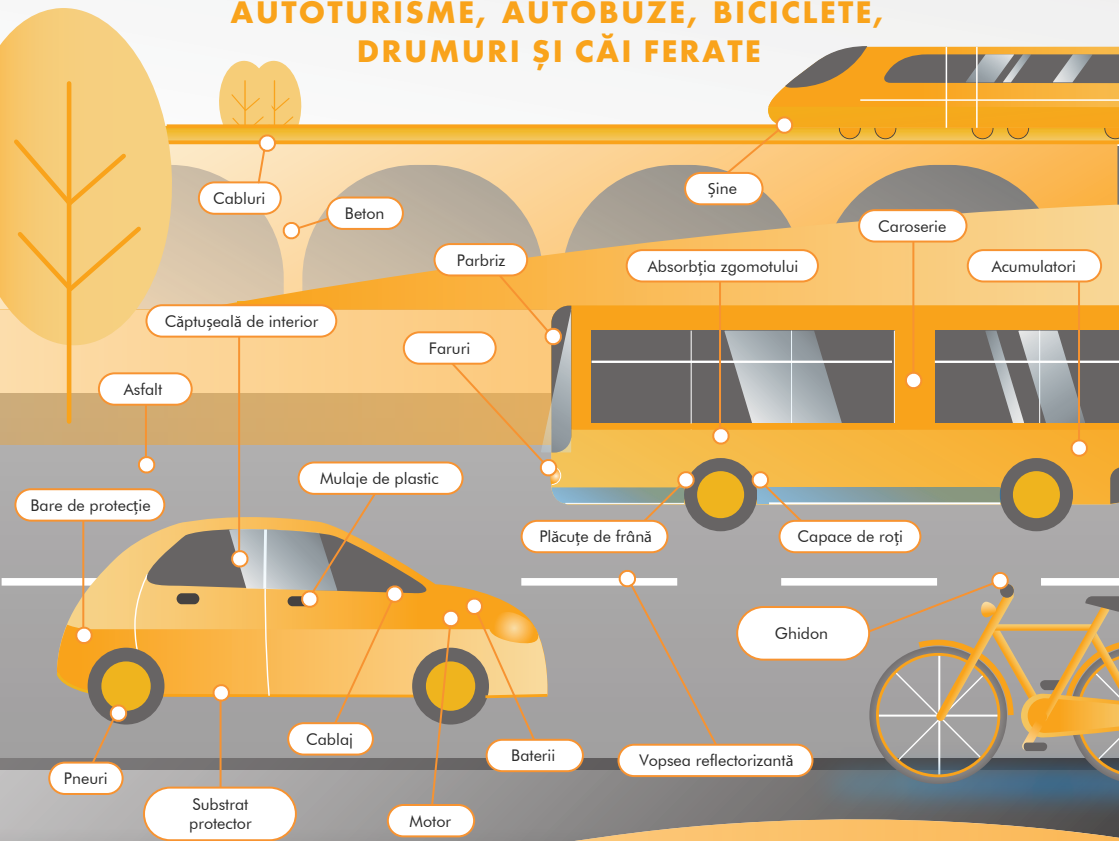 AUTOTURISME, AUTOBUZE, BICICLETE,
DRUMURI ȘI CĂI FERATE
Cabluri
Beton
Șine
Caroserie
Parbriz
Absorbția zgomotului
Acumulatori
Căptușeală de interior
Faruri
Asfalt
Mulaje de plastic
Bare de protecție
Plăcuțe de frână
Capace de roți
Ghidon
Cablaj
Baterii
Vopsea reflectorizantă
Pneuri
Substrat
protector
Motor